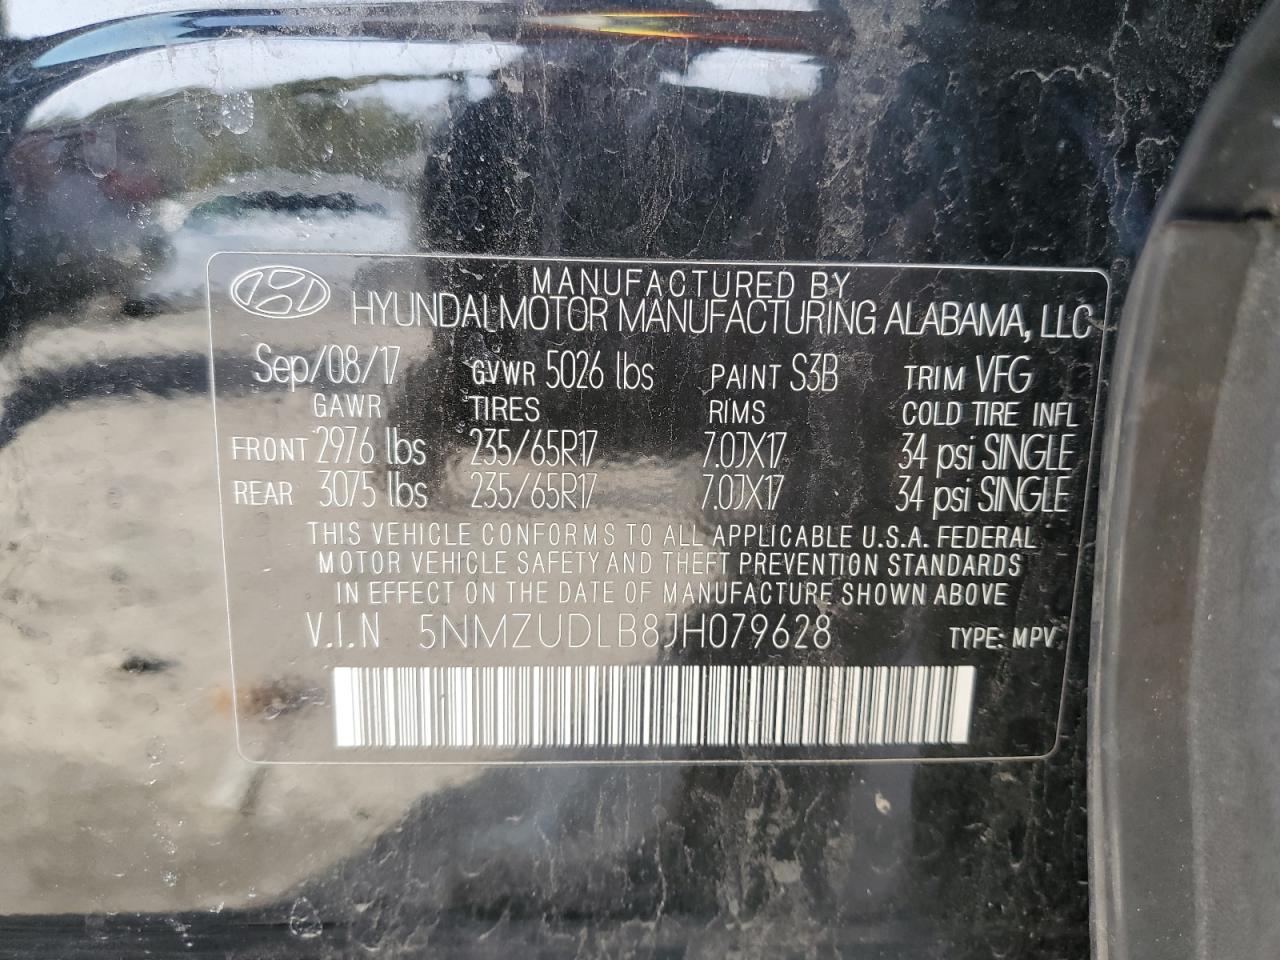 MANUFACTURED BY
HYUNDAI MOTOR MANUFACTURING ALABAMA, LLC
Sep/08/17 GVWR 5026 lbs PAINT S3B TRIM VFG
GAWR TIRES RIMS COLD TIRE INFL
FRONT 2976 lbs 235/65R17 7.0JX17 34 psi SINGLE
REAR 3075 lbs 235/65R17 7.0JX17 34 psi SINGLE
THIS VEHICLE CONFORMS TO ALL APPLICABLE U.S.A. FEDERAL
MOTOR VEHICLE SAFETY AND THEFT PREVENTION STANDARDS
IN EFFECT ON THE DATE OF MANUFACTURE SHOWN ABOVE
V.I.N 5NMZUDLB8JH079628 TYPE: MPV